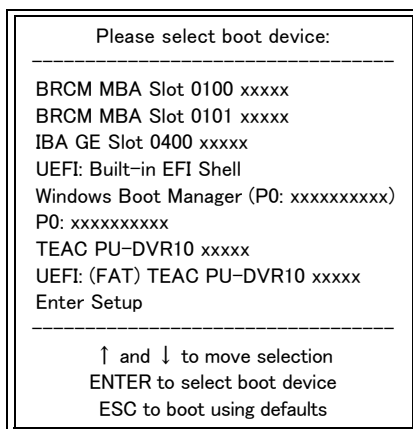 Please select boot device:
-----------------------------------
BRCM MBA Slot 0100 xxxxx
BRCM MBA Slot 0101 xxxxx
IBA GE Slot 0400 xxxxx
UEFI: Built-in EFI Shell
Windows Boot Manager (P0: xxxxxxxxxx)
P0: xxxxxxxxxx
TEAC PU-DVR10 xxxxx
UEFI: (FAT) TEAC PU-DVR10 xxxxx
Enter Setup
-----------------------------------
↑ and ↓ to move selection
ENTER to select boot device
ESC to boot using defaults